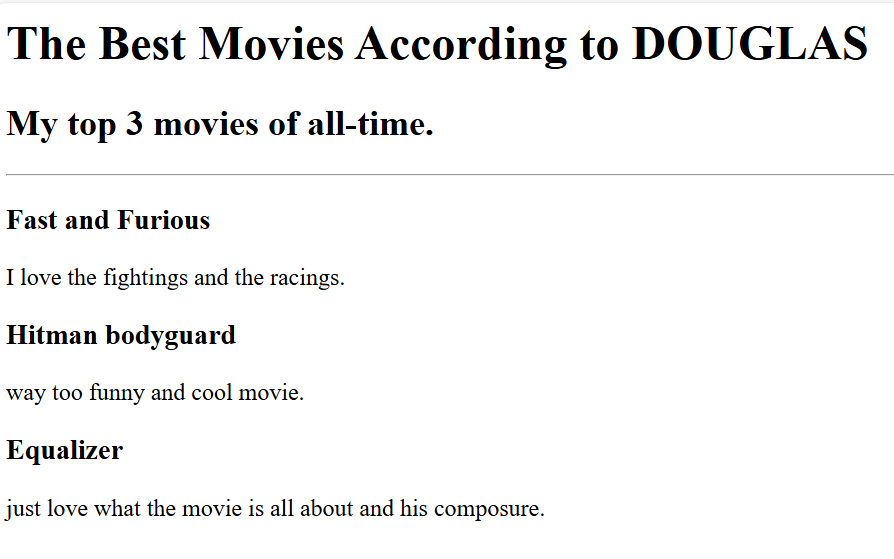 The Best Movies According to DOUGLAS
My top 3 movies of all-time.
Fast and Furious
I love the fightings and the racings.
Hitman bodyguard
way too funny and cool movie.
Equalizer
just love what the movie is all about and his composure.